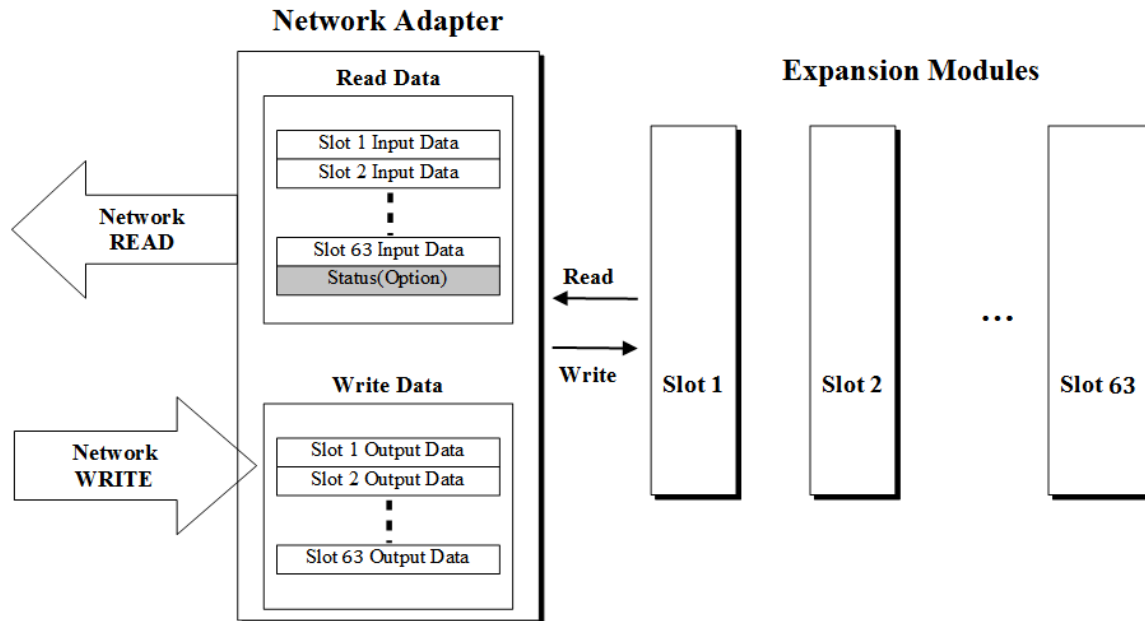 Network Adapter
Read Data
Slot 1 Input Data
Slot 2 Input Data
Slot 63 Input Data
Status(Option)
Network
READ
Write Data
Slot 1 Output Data
Slot 2 Output Data
Slot 63 Output Data
Network
WRITE
Read
Write
Expansion Modules
Slot 1
Slot 2
...
Slot 63